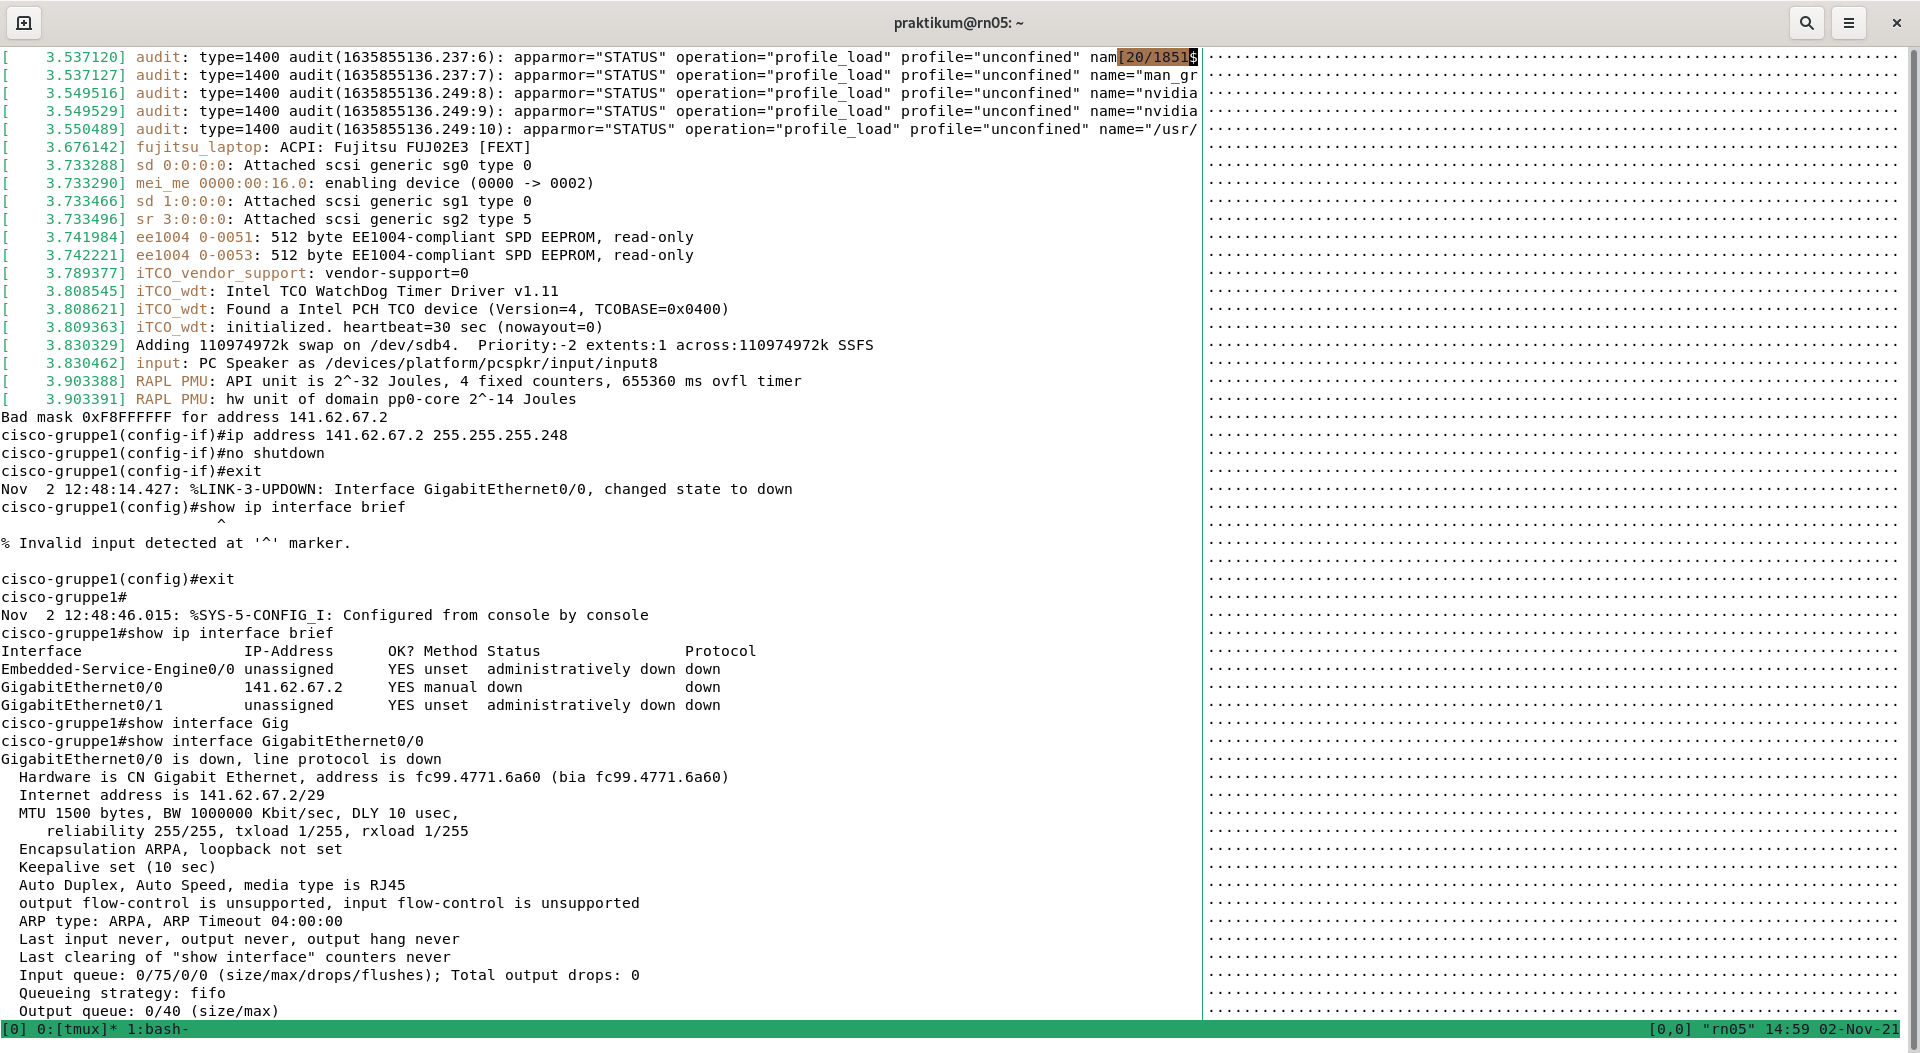 praktikum@rn05: ~
[    3.537120] audit: type=1400 audit(1635855136.237:6): apparmor="STATUS" operation="profile_load" profile="unconfined" nam[20/1851$
[    3.537127] audit: type=1400 audit(1635855136.237:7): apparmor="STATUS" operation="profile_load" profile="unconfined" name="man_gr
[    3.549516] audit: type=1400 audit(1635855136.249:8): apparmor="STATUS" operation="profile_load" profile="unconfined" name="nvidia
[    3.549529] audit: type=1400 audit(1635855136.249:9): apparmor="STATUS" operation="profile_load" profile="unconfined" name="nvidia
[    3.550489] audit: type=1400 audit(1635855136.249:10): apparmor="STATUS" operation="profile_load" profile="unconfined" name="/usr/
[    3.676142] fujitsu_laptop: ACPI: Fujitsu FUJ02E3 [FEXT]
[    3.733288] sd 0:0:0:0: Attached scsi generic sg0 type 0
[    3.733290] mei_me 0000:00:16.0: enabling device (0000 -> 0002)
[    3.733466] sd 1:0:0:0: Attached scsi generic sg1 type 0
[    3.733496] sr 3:0:0:0: Attached scsi generic sg2 type 5
[    3.741984] ee1004 0-0051: 512 byte EE1004-compliant SPD EEPROM, read-only
[    3.742221] ee1004 0-0053: 512 byte EE1004-compliant SPD EEPROM, read-only
[    3.789377] iTCO_vendor_support: vendor-support=0
[    3.808545] iTCO_wdt: Intel TCO WatchDog Timer Driver v1.11
[    3.808621] iTCO_wdt: Found a Intel PCH TCO device (Version=4, TCOBASE=0x0400)
[    3.809363] iTCO_wdt: initialized. heartbeat=30 sec (nowayout=0)
[    3.830329] Adding 110974972k swap on /dev/sdb4.  Priority:-2 extents:1 across:110974972k SSFS
[    3.830462] input: PC Speaker as /devices/platform/pcspkr/input/input8
[    3.903388] RAPL PMU: API unit is 2^-32 Joules, 4 fixed counters, 655360 ms ovfl timer
[    3.903391] RAPL PMU: hw unit of domain pp0-core 2^-14 Joules
Bad mask 0xF8FFFFFF for address 141.62.67.2
cisco-gruppe1(config-if)#ip address 141.62.67.2 255.255.255.248
cisco-gruppe1(config-if)#no shutdown
cisco-gruppe1(config-if)#exit
Nov  2 12:48:14.427: %LINK-3-UPDOWN: Interface GigabitEthernet0/0, changed state to down
cisco-gruppe1(config)#show ip interface brief
                        ^
% Invalid input detected at '^' marker.

cisco-gruppe1(config)#exit
cisco-gruppe1#
Nov  2 12:48:46.015: %SYS-5-CONFIG_I: Configured from console by console
cisco-gruppe1#show ip interface brief
Interface                  IP-Address      OK? Method Status                Protocol
Embedded-Service-Engine0/0 unassigned      YES unset  administratively down down
GigabitEthernet0/0         141.62.67.2     YES manual down                  down
GigabitEthernet0/1         unassigned      YES unset  administratively down down
cisco-gruppe1#show interface Gig
cisco-gruppe1#show interface GigabitEthernet0/0
GigabitEthernet0/0 is down, line protocol is down
  Hardware is CN Gigabit Ethernet, address is fc99.4771.6a60 (bia fc99.4771.6a60)
  Internet address is 141.62.67.2/29
  MTU 1500 bytes, BW 1000000 Kbit/sec, DLY 10 usec,
     reliability 255/255, txload 1/255, rxload 1/255
  Encapsulation ARPA, loopback not set
  Keepalive set (10 sec)
  Auto Duplex, Auto Speed, media type is RJ45
  output flow-control is unsupported, input flow-control is unsupported
  ARP type: ARPA, ARP Timeout 04:00:00
  Last input never, output never, output hang never
  Last clearing of "show interface" counters never
  Input queue: 0/75/0/0 (size/max/drops/flushes); Total output drops: 0
  Queueing strategy: fifo
  Output queue: 0/40 (size/max)
[0] 0:[tmux]* 1:bash-    [0,0] "rn05" 14:59 02-Nov-21